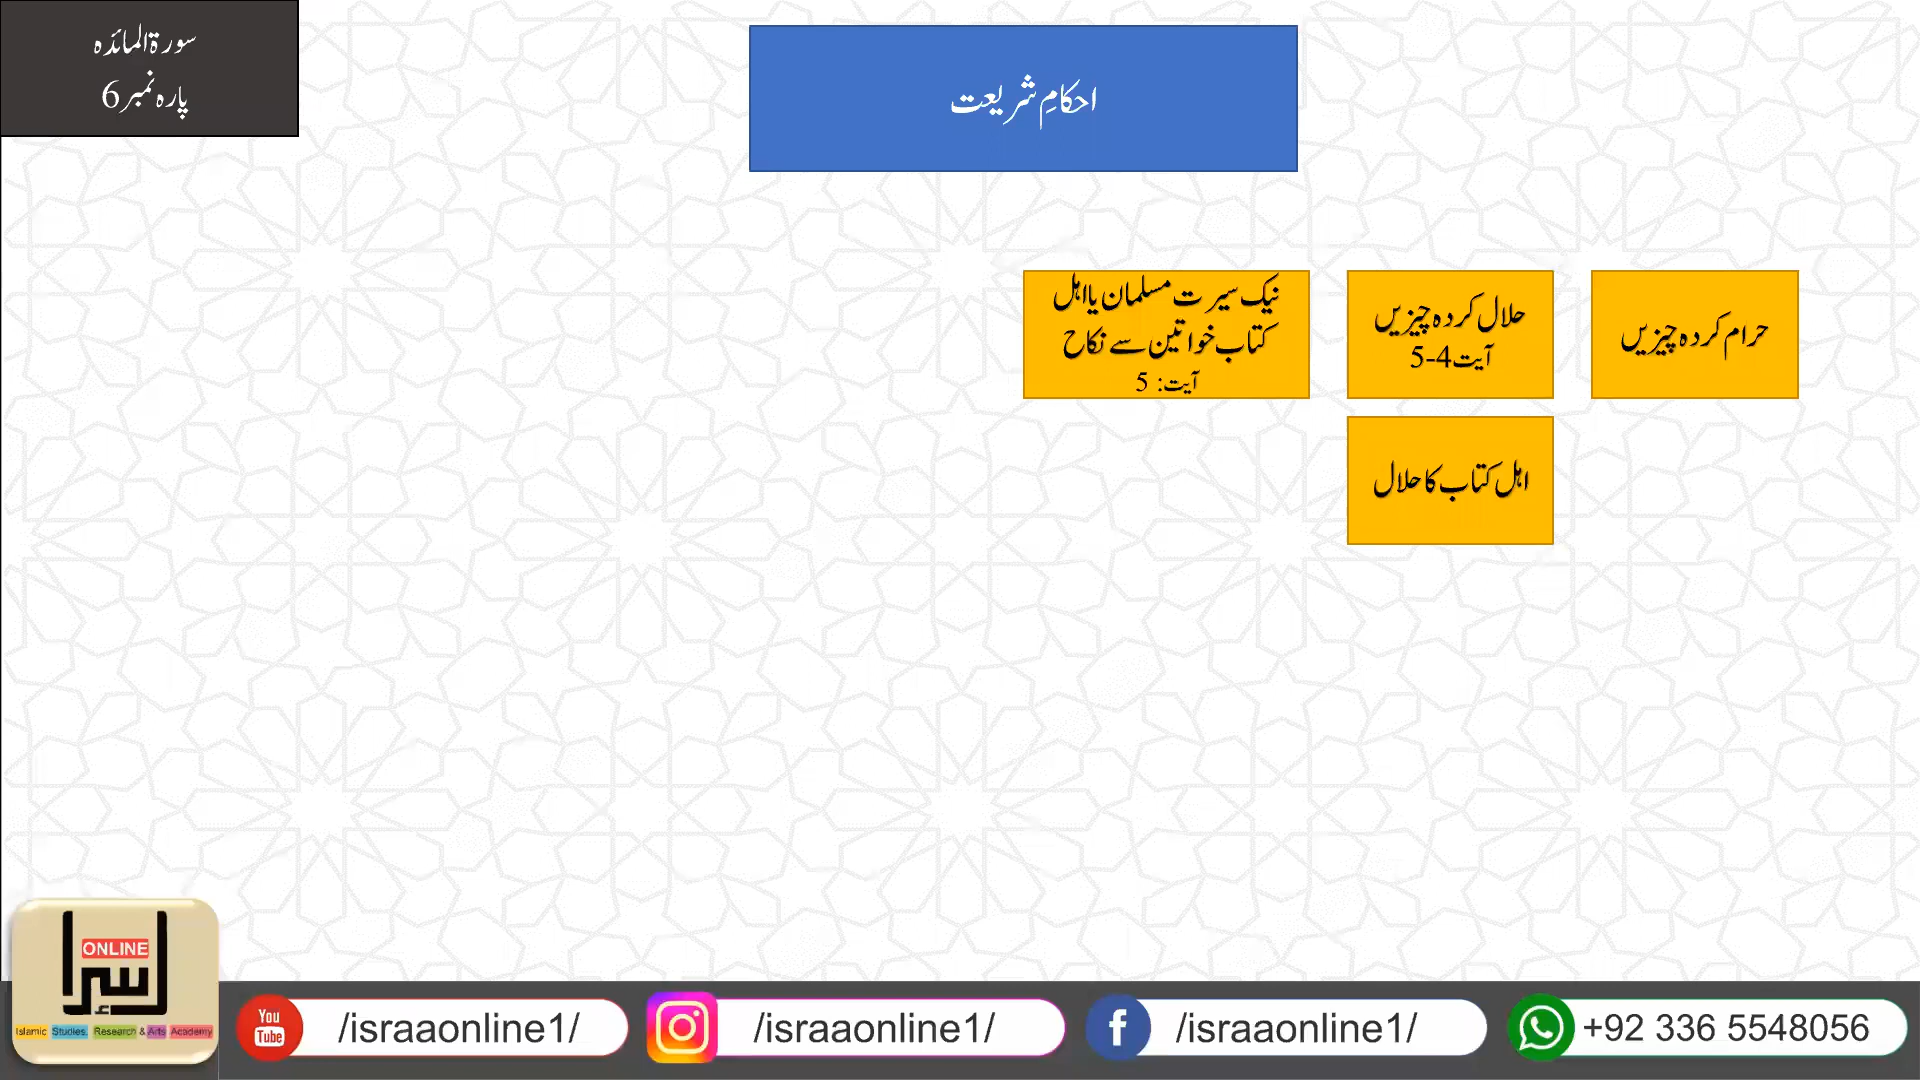 سورۃ المائدہ
پارہ نمبر 6
احکامِ شریعت
حرام کردہ چیزیں
حلال کردہ چیزیں
آیت 4-5
نیک سیرت مسلمان یا اہل
کتاب خواتین سے نکاح
آیت: 5
اہل کتاب کا حلال
إسرا
ONLINE
Islamic Studies, Research & Arts Academy
You
Tube
/israaonline1/
/israaonline1/
f
/israaonline1/
+92 336 5548056